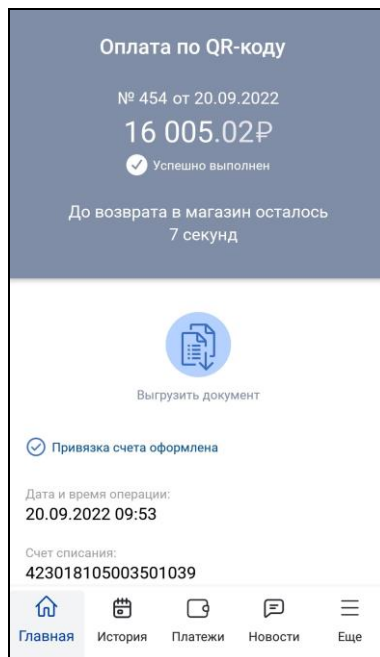 Оплата по QR-коду
№ 454 от 20.09.2022
16 005.02₽
Успешно выполнен
До возврата в магазин осталось
7 секунд
Выгрузить документ
Привязка счета оформлена
Дата и время операции:
20.09.2022 09:53
Счет списания:
423018105003501039
Главная История Платежи Новости Еще